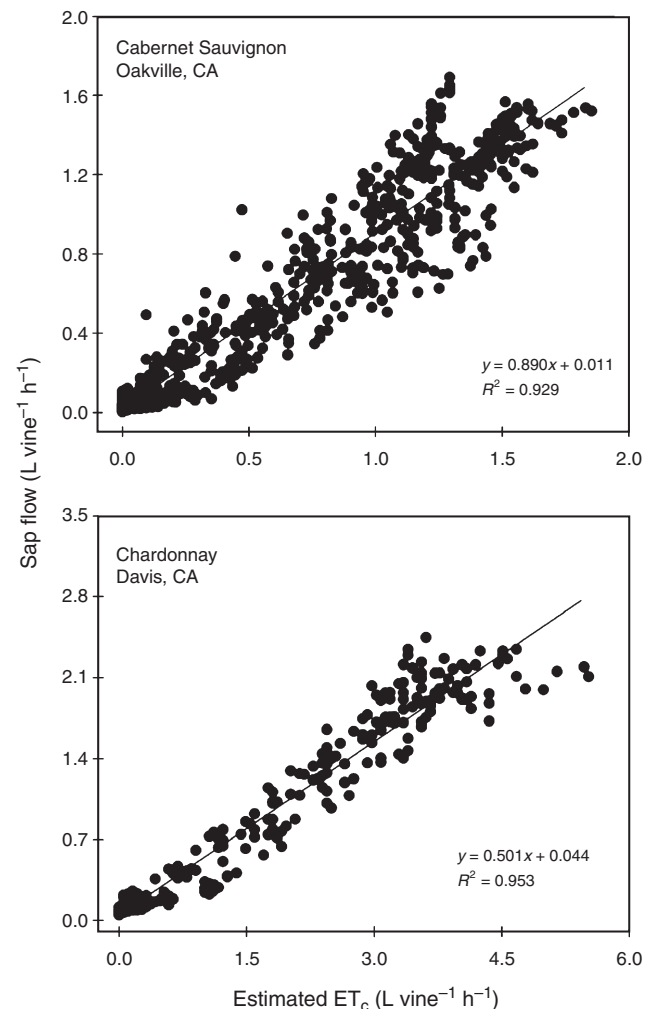 2.0
Cabernet Sauvignon
Oakville, CA
1.6
1.2
0.8
0.4
0.0
y = 0.890x + 0.011
R² = 0.929
0.0 0.5 1.0 1.5 2.0
Sap flow (L vine⁻¹ h⁻¹)
3.5
Chardonnay
Davis, CA
2.8
2.1
1.4
0.7
0.0
y = 0.501x + 0.044
R² = 0.953
0.0 1.5 3.0 4.5 6.0
Estimated ET꜀ (L vine⁻¹ h⁻¹)